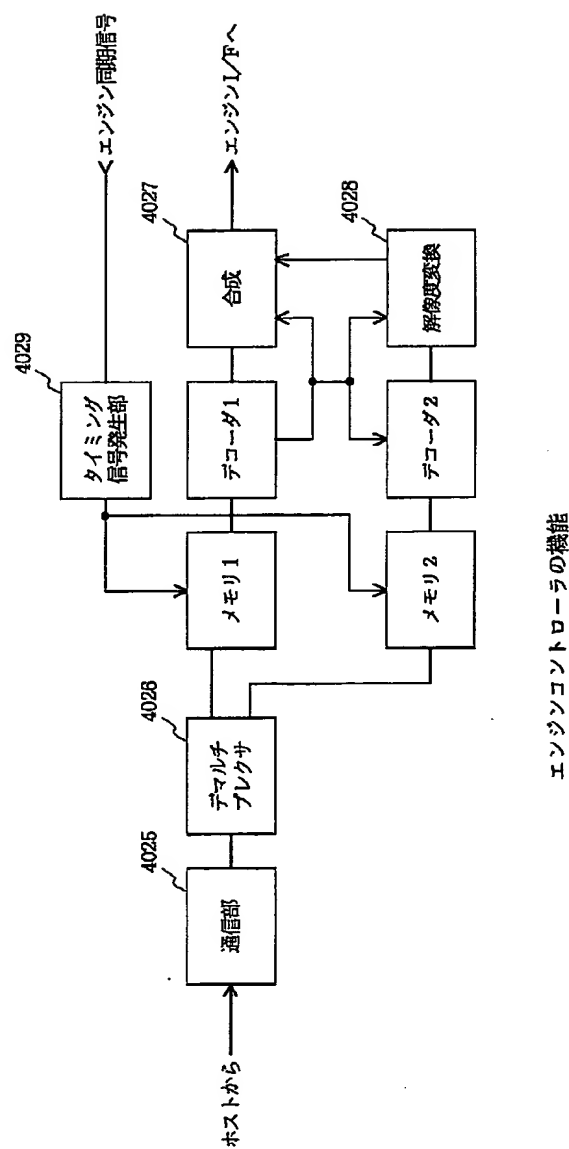 ホストから
4025
通信部
4026
デマルチ
プレクサ
メモリ1
デコーダ1
4027
合成
エンジンI/Fへ
4029
タイミング
信号発生部
エンジン同期信号
メモリ2
デコーダ2
4028
解像度変換
エンジンコントローラの機能